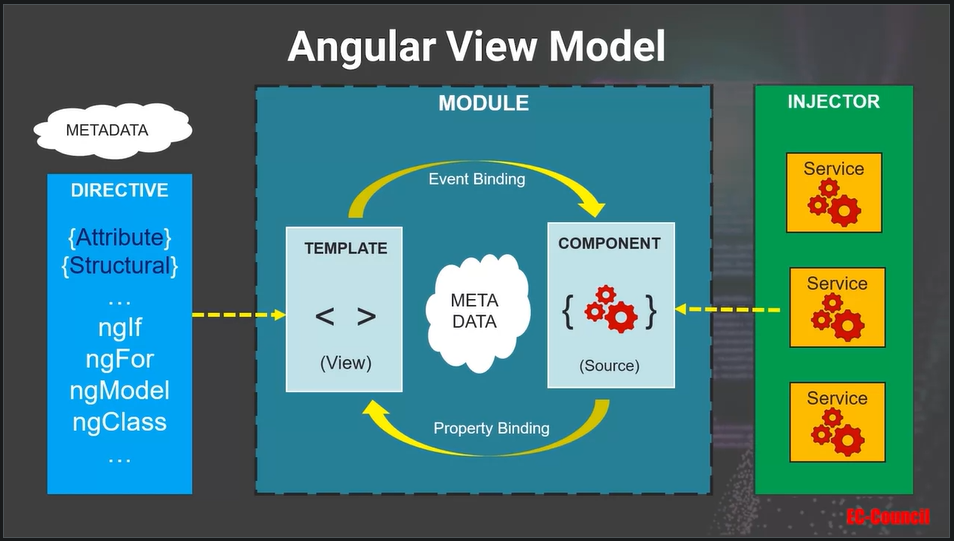 Angular View Model
METADATA
DIRECTIVE
{Attribute}
{Structural}
...
ngIf
ngFor
ngModel
ngClass
...
MODULE
Event Binding
TEMPLATE
< >
(View)
META
DATA
COMPONENT
{ }
(Source)
Property Binding
INJECTOR
Service
Service
Service
EC-Council